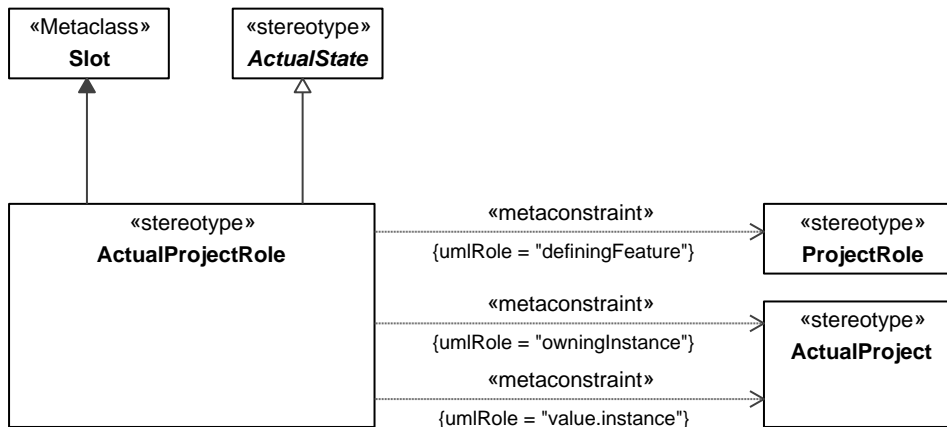 «Metaclass»
Slot
«stereotype»
ActualState
«stereotype»
ActualProjectRole
«metaconstraint»
{umlRole = "definingFeature"}
«stereotype»
ProjectRole
«metaconstraint»
{umlRole = "owningInstance"}
«stereotype»
ActualProject
«metaconstraint»
{umlRole = "value.instance"}